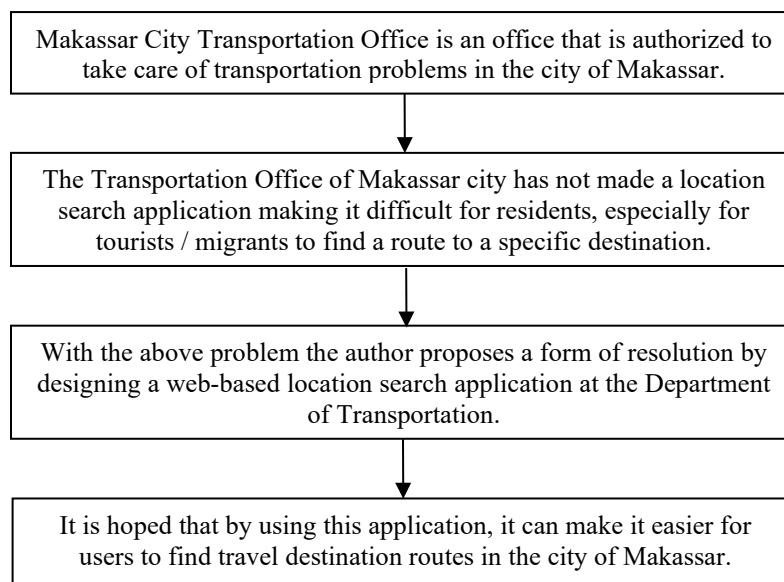 Makassar City Transportation Office is an office that is authorized to
take care of transportation problems in the city of Makassar.
The Transportation Office of Makassar city has not made a location
search application making it difficult for residents, especially for
tourists / migrants to find a route to a specific destination.
With the above problem the author proposes a form of resolution by
designing a web-based location search application at the Department
of Transportation.
It is hoped that by using this application, it can make it easier for
users to find travel destination routes in the city of Makassar.